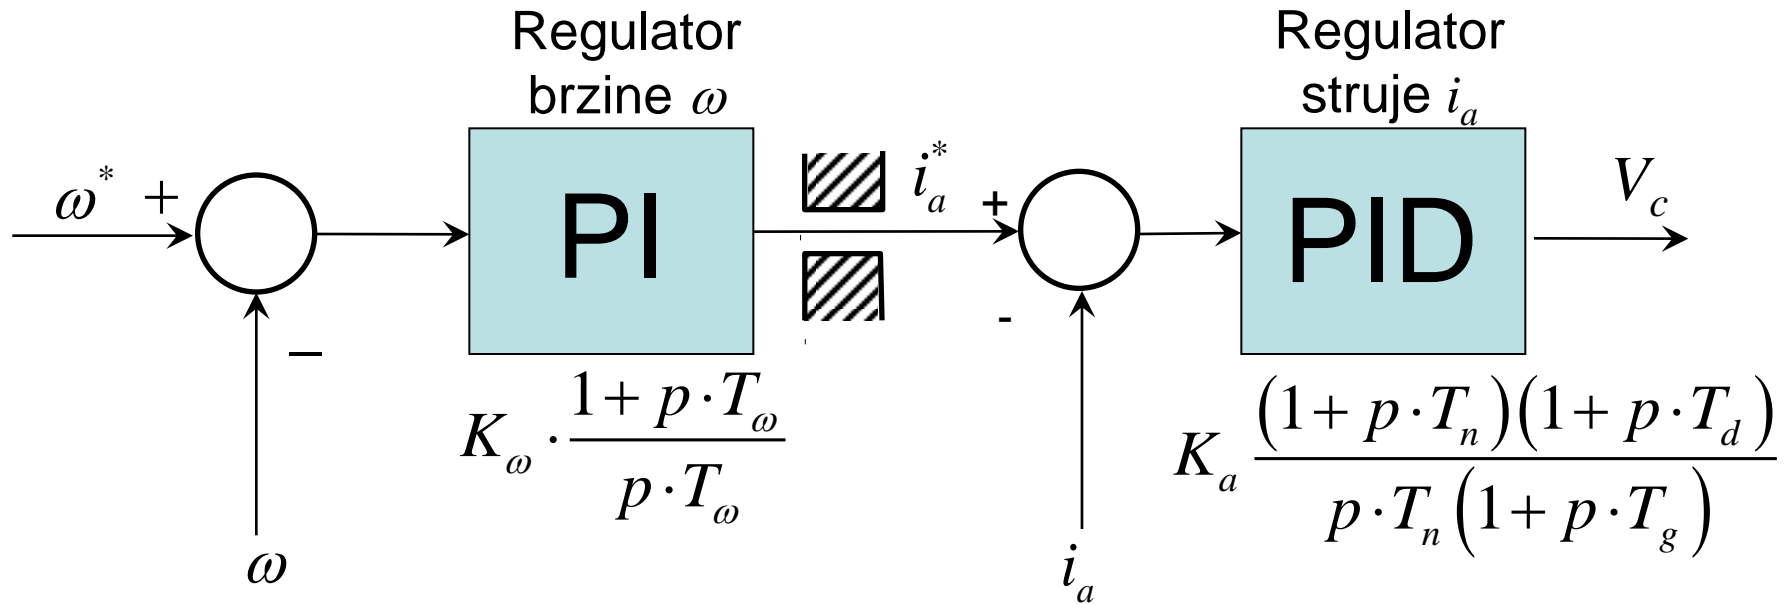 Regulator
brzine ω
Regulator
struje i_a
ω* +
PI
i_a^*
+
PID
V_c
−
-
K_ω · (1 + p · T_ω) / (p · T_ω)
K_a (1 + p · T_n)(1 + p · T_d) / (p · T_n (1 + p · T_g))
ω
i_a